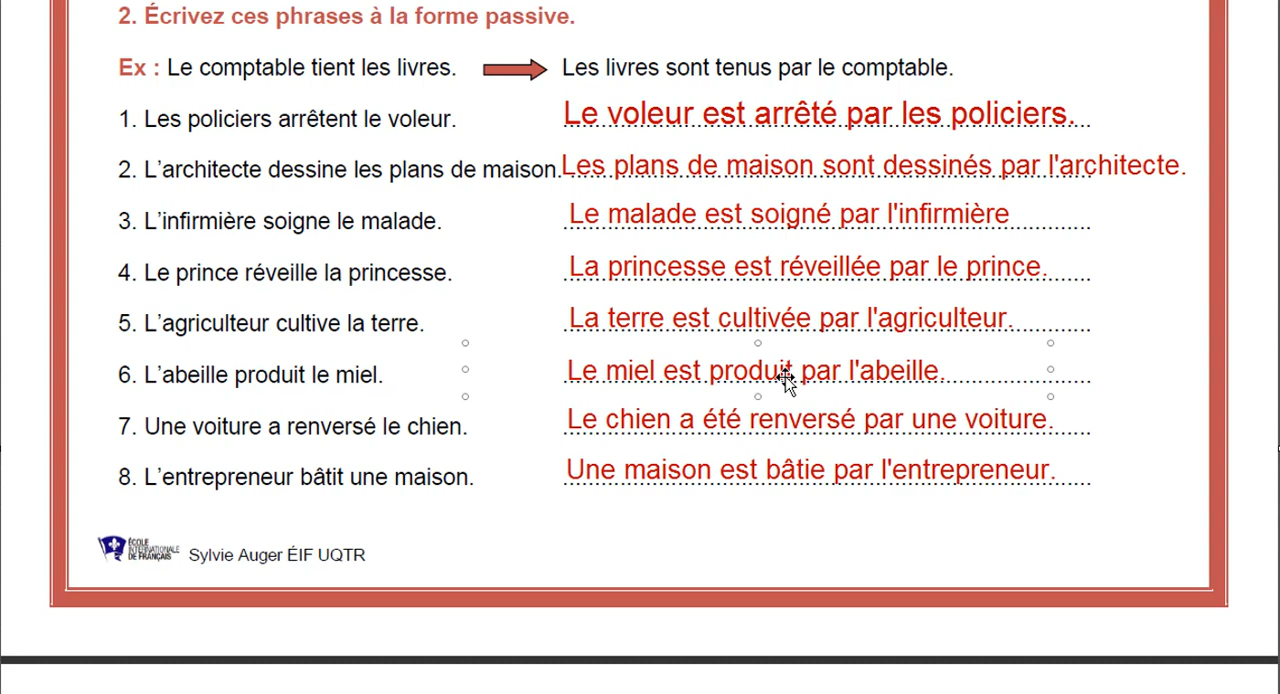 2. Écrivez ces phrases à la forme passive.
Ex : Le comptable tient les livres. Les livres sont tenus par le comptable.
1. Les policiers arrêtent le voleur. Le voleur est arrêté par les policiers.
2. L’architecte dessine les plans de maison. Les plans de maison sont dessinés par l'architecte.
3. L’infirmière soigne le malade. Le malade est soigné par l'infirmière
4. Le prince réveille la princesse. La princesse est réveillée par le prince.
5. L’agriculteur cultive la terre. La terre est cultivée par l'agriculteur.
6. L’abeille produit le miel. Le miel est produit par l'abeille.
7. Une voiture a renversé le chien. Le chien a été renversé par une voiture.
8. L’entrepreneur bâtit une maison. Une maison est bâtie par l'entrepreneur.
ÉCOLE
INTERNATIONALE
DE FRANÇAIS
Sylvie Auger ÉIF UQTR